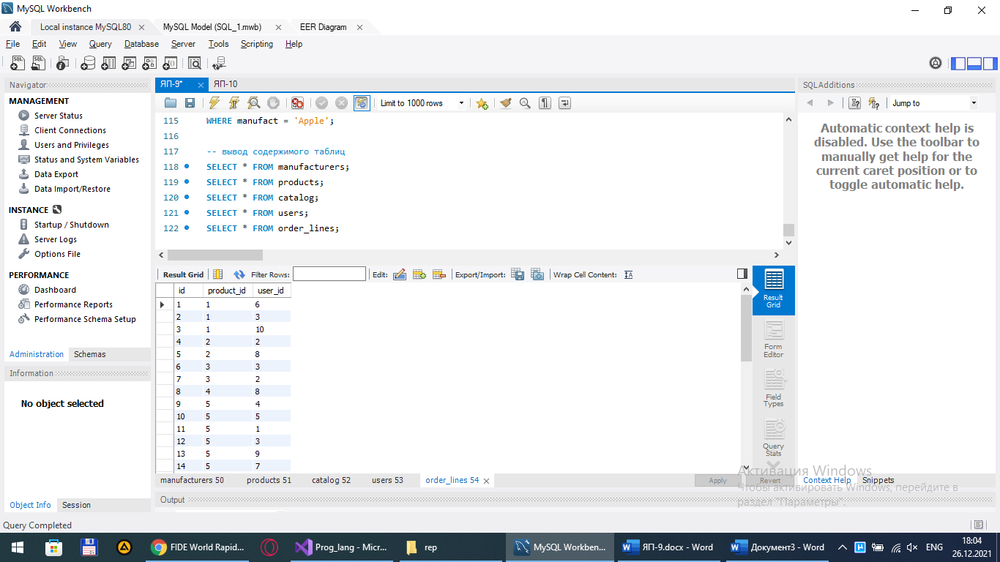 MySQL Workbench
Local instance MySQL80
MySQL Model (SQL_1.mwb)
EER Diagram
File Edit View Query Database Server Tools Scripting Help
Navigator
MANAGEMENT
Server Status
Client Connections
Users and Privileges
Status and System Variables
Data Export
Data Import/Restore
INSTANCE
Startup / Shutdown
Server Logs
Options File
PERFORMANCE
Dashboard
Performance Reports
Performance Schema Setup
Administration Schemas
Information
No object selected
Object Info Session
ЯП-9* ЯП-10
Limit to 1000 rows
115 WHERE manufact = 'Apple';
116
117 -- вывод содержимого таблиц
118 SELECT * FROM manufacturers;
119 SELECT * FROM products;
120 SELECT * FROM catalog;
121 SELECT * FROM users;
122 SELECT * FROM order_lines;
Result Grid Filter Rows: Edit: Export/Import: Wrap Cell Content:
id product_id user_id
1 1 6
2 1 3
3 1 10
4 2 2
5 2 8
6 3 3
7 3 2
8 4 8
9 5 4
10 5 5
11 5 1
12 5 3
13 5 9
14 5 7
Result
Grid
Form
Editor
Field
Types
Query
Stats
manufacturers 50 products 51 catalog 52 users 53 order_lines 54
Apply Revert
Output
SQLAdditions
Jump to
Automatic context help is
disabled. Use the toolbar to
manually get help for the
current caret position or to
toggle automatic help.
Context Help Snippets
Активация Windows
Чтобы активировать Windows, перейдите в
раздел "Параметры".
Query Completed
FIDE World Rapid...
Prog_lang - Micr...
rep
MySQL Workben...
ЯП-9.docx - Word
Документ3 - Word
ENG
18:04
26.12.2021